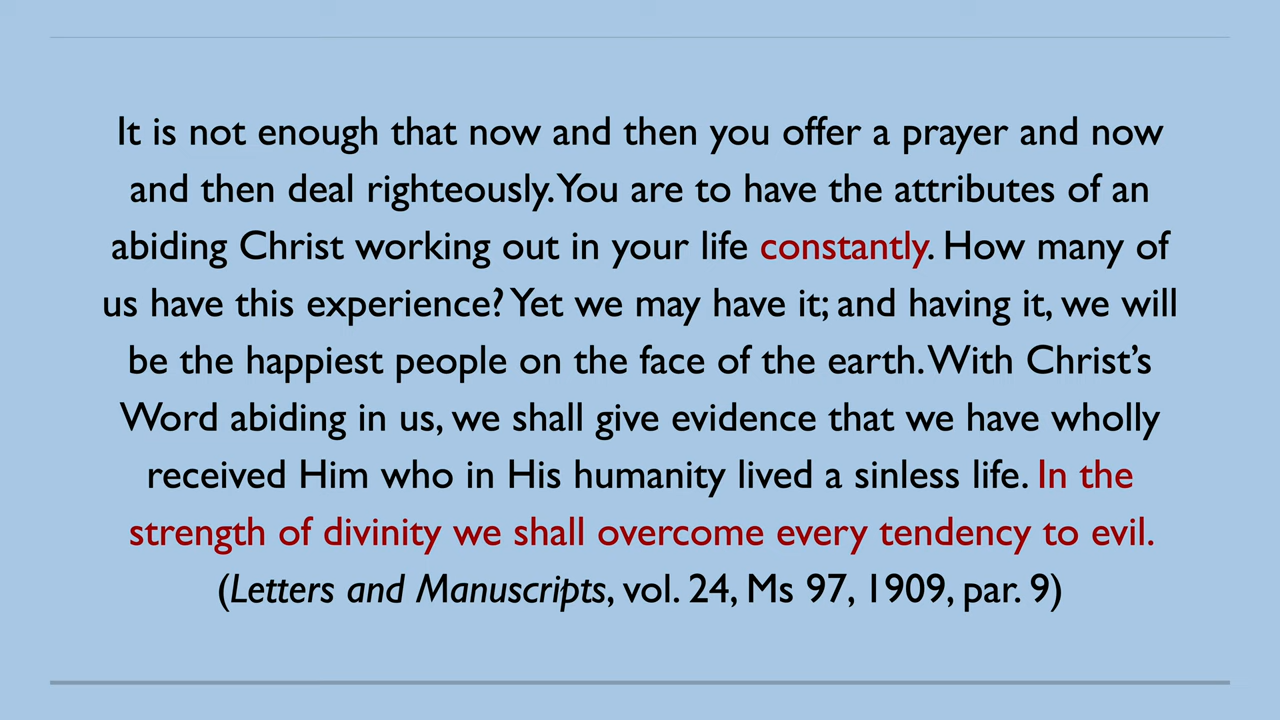 It is not enough that now and then you offer a prayer and now
and then deal righteously. You are to have the attributes of an
abiding Christ working out in your life constantly. How many of
us have this experience? Yet we may have it; and having it, we will
be the happiest people on the face of the earth. With Christ’s
Word abiding in us, we shall give evidence that we have wholly
received Him who in His humanity lived a sinless life. In the
strength of divinity we shall overcome every tendency to evil.
(Letters and Manuscripts, vol. 24, Ms 97, 1909, par. 9)